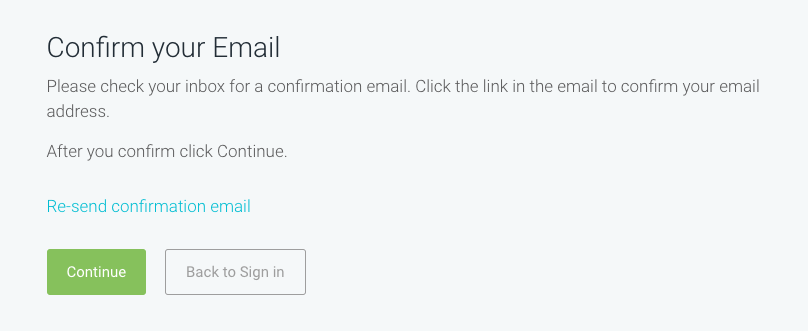 Confirm your Email
Please check your inbox for a confirmation email. Click the link in the email to confirm your email
address.
After you confirm click Continue.
Re-send confirmation email
Continue
Back to Sign in